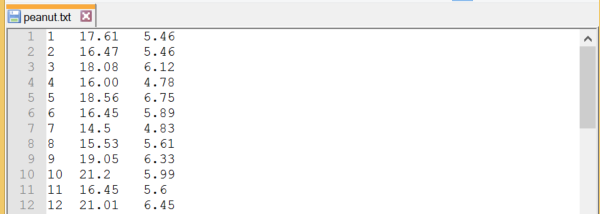 peanut.txt
1 1 17.61 5.46
2 2 16.47 5.46
3 3 18.08 6.12
4 4 16.00 4.78
5 5 18.56 6.75
6 6 16.45 5.89
7 7 14.5 4.83
8 8 15.53 5.61
9 9 19.05 6.33
10 10 21.2 5.99
11 11 16.45 5.6
12 12 21.01 6.45